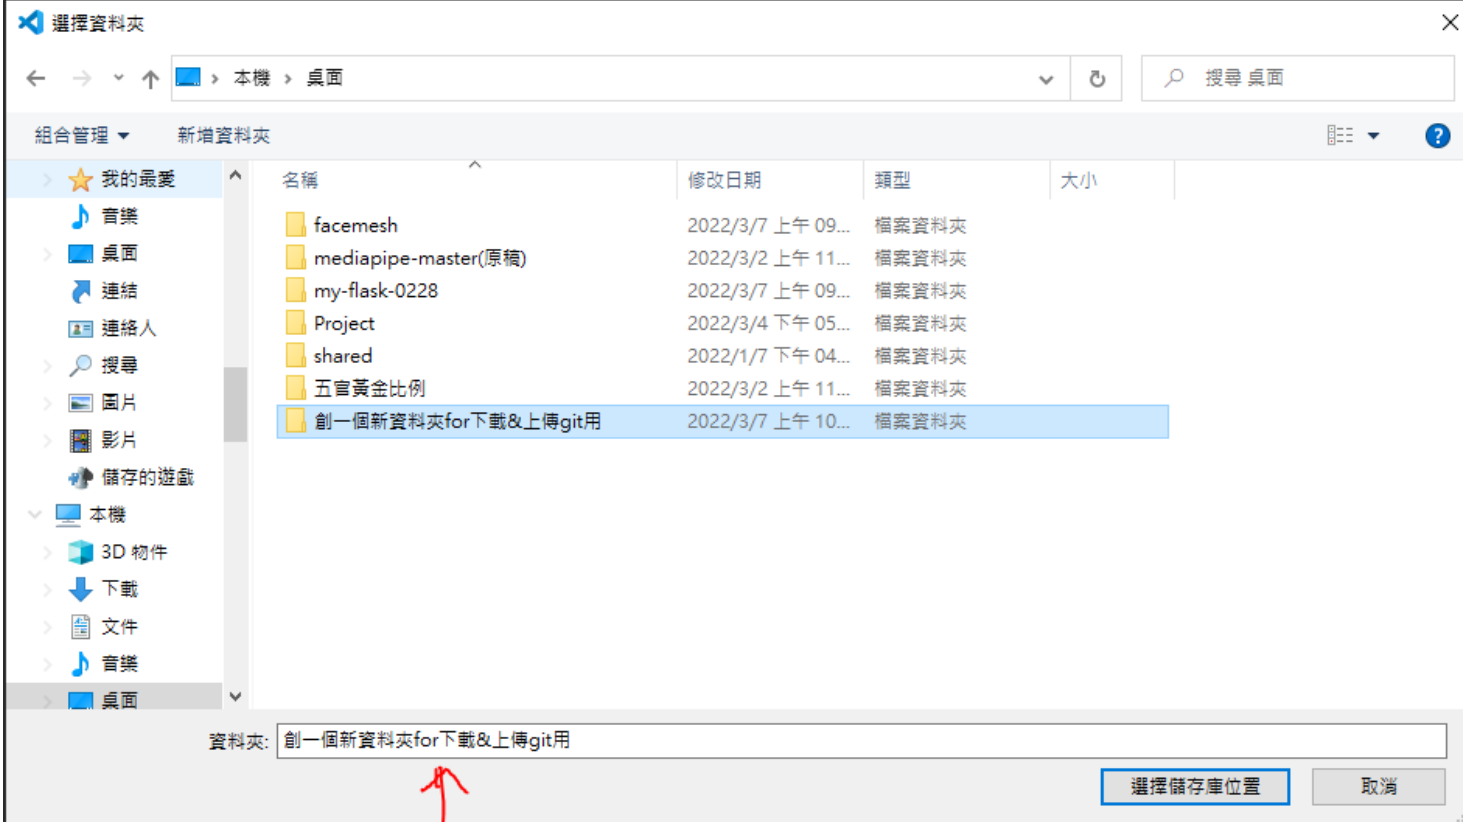 選擇資料夾
本機 › 桌面
搜尋 桌面
組合管理 新增資料夾
我的最愛
音樂
桌面
連結
連絡人
搜尋
圖片
影片
儲存的遊戲
本機
3D 物件
下載
文件
音樂
桌面
名稱 修改日期 類型 大小
facemesh 2022/3/7 上午 09... 檔案資料夾
mediapipe-master(原稿) 2022/3/2 上午 11... 檔案資料夾
my-flask-0228 2022/3/7 上午 09... 檔案資料夾
Project 2022/3/4 下午 05... 檔案資料夾
shared 2022/1/7 下午 04... 檔案資料夾
五官黃金比例 2022/3/2 上午 11... 檔案資料夾
創一個新資料夾for下載&上傳git用 2022/3/7 上午 10... 檔案資料夾
資料夾: 創一個新資料夾for下載&上傳git用
選擇儲存庫位置 取消